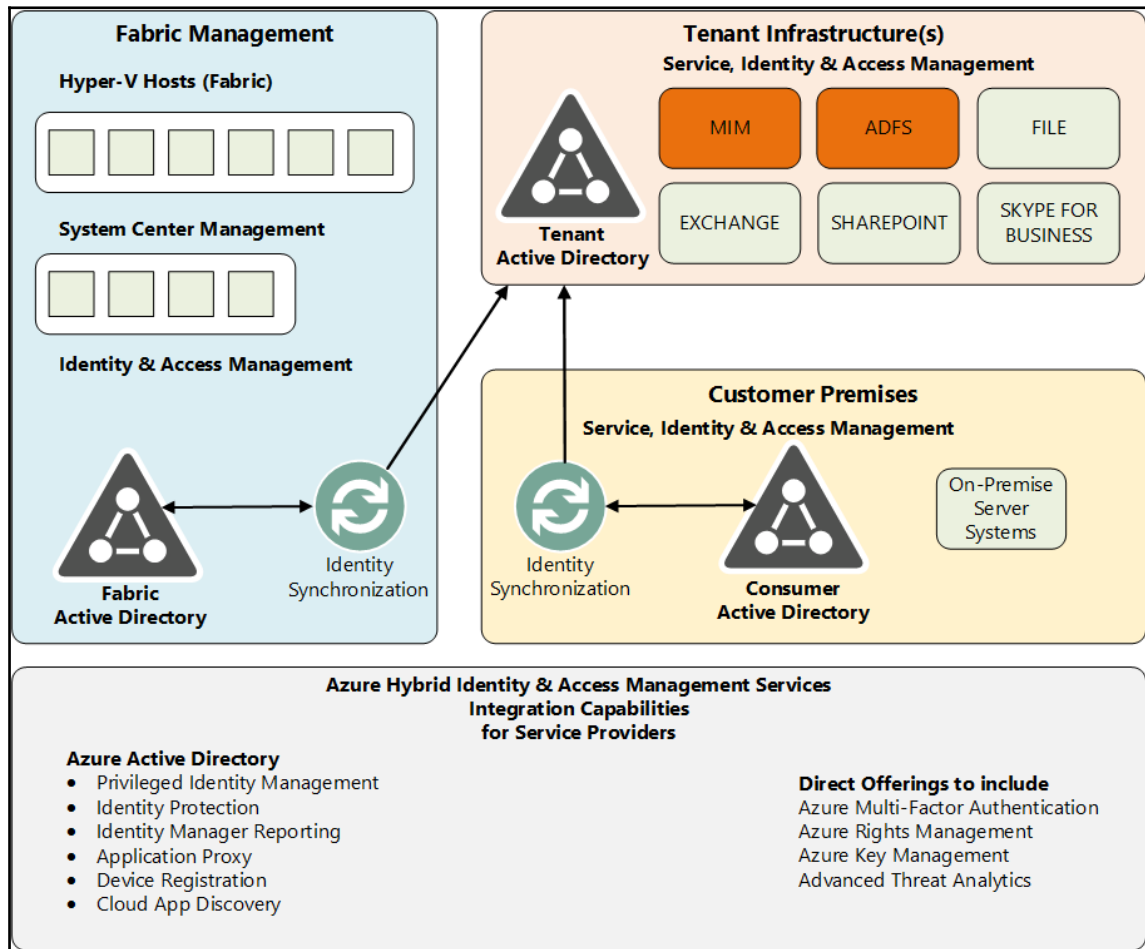 Fabric Management
Hyper-V Hosts (Fabric)
System Center Management
Identity & Access Management
Fabric
Active Directory
Identity
Synchronization
Tenant Infrastructure(s)
Service, Identity & Access Management
MIM
ADFS
FILE
EXCHANGE
SHAREPOINT
SKYPE FOR
BUSINESS
Tenant
Active Directory
Customer Premises
Service, Identity & Access Management
Identity
Synchronization
Consumer
Active Directory
On-Premise
Server
Systems
Azure Hybrid Identity & Access Management Services
Integration Capabilities
for Service Providers
Azure Active Directory
• Privileged Identity Management
• Identity Protection
• Identity Manager Reporting
• Application Proxy
• Device Registration
• Cloud App Discovery
Direct Offerings to include
Azure Multi-Factor Authentication
Azure Rights Management
Azure Key Management
Advanced Threat Analytics